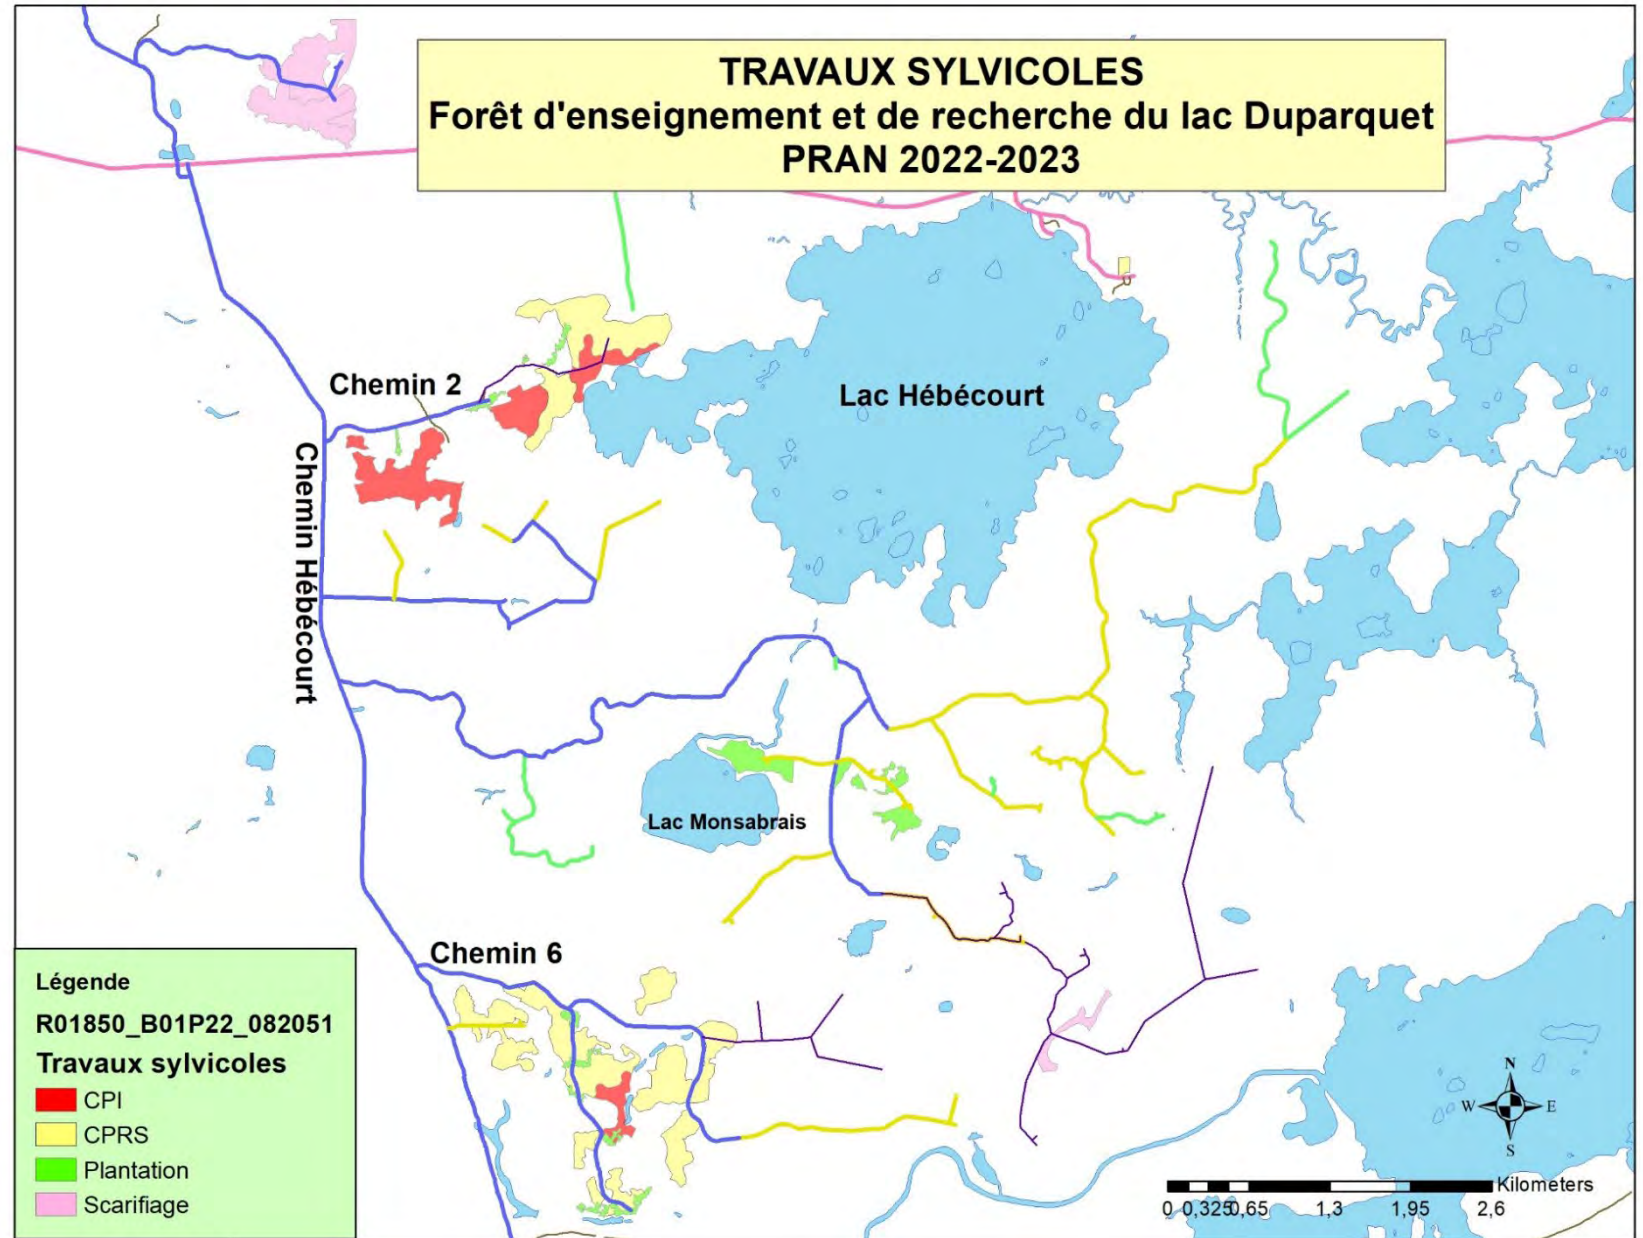 TRAVAUX SYLVICOLES
Forêt d'enseignement et de recherche du lac Duparquet
PRAN 2022-2023
Chemin 2
Lac Hébécourt
Chemin Hébécourt
Lac Monsabrais
Chemin 6
Légende
R01850_B01P22_082051
Travaux sylvicoles
CPI
CPRS
Plantation
Scarifiage
N
W E
S
Kilometers
0 0,325 0,65 1,3 1,95 2,6